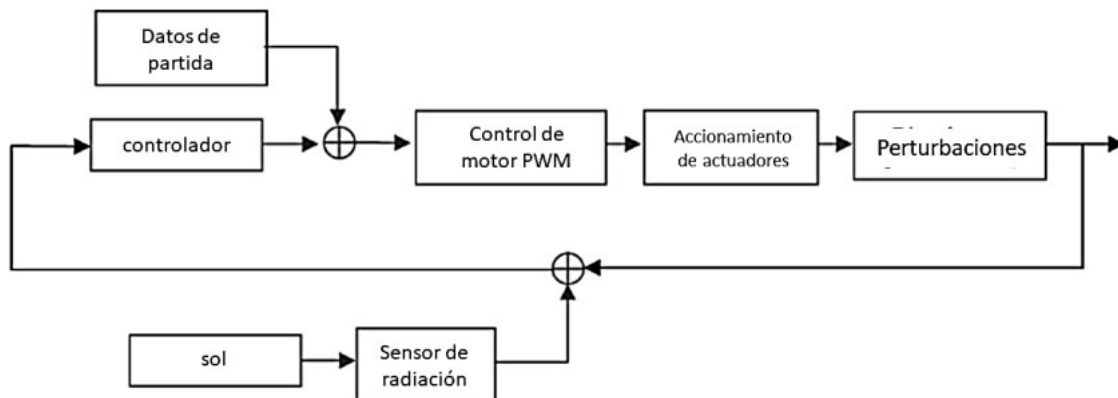 Datos de
partida
controlador
Control de
motor PWM
Accionamiento
de actuadores
Perturbaciones
sol
Sensor de
radiación